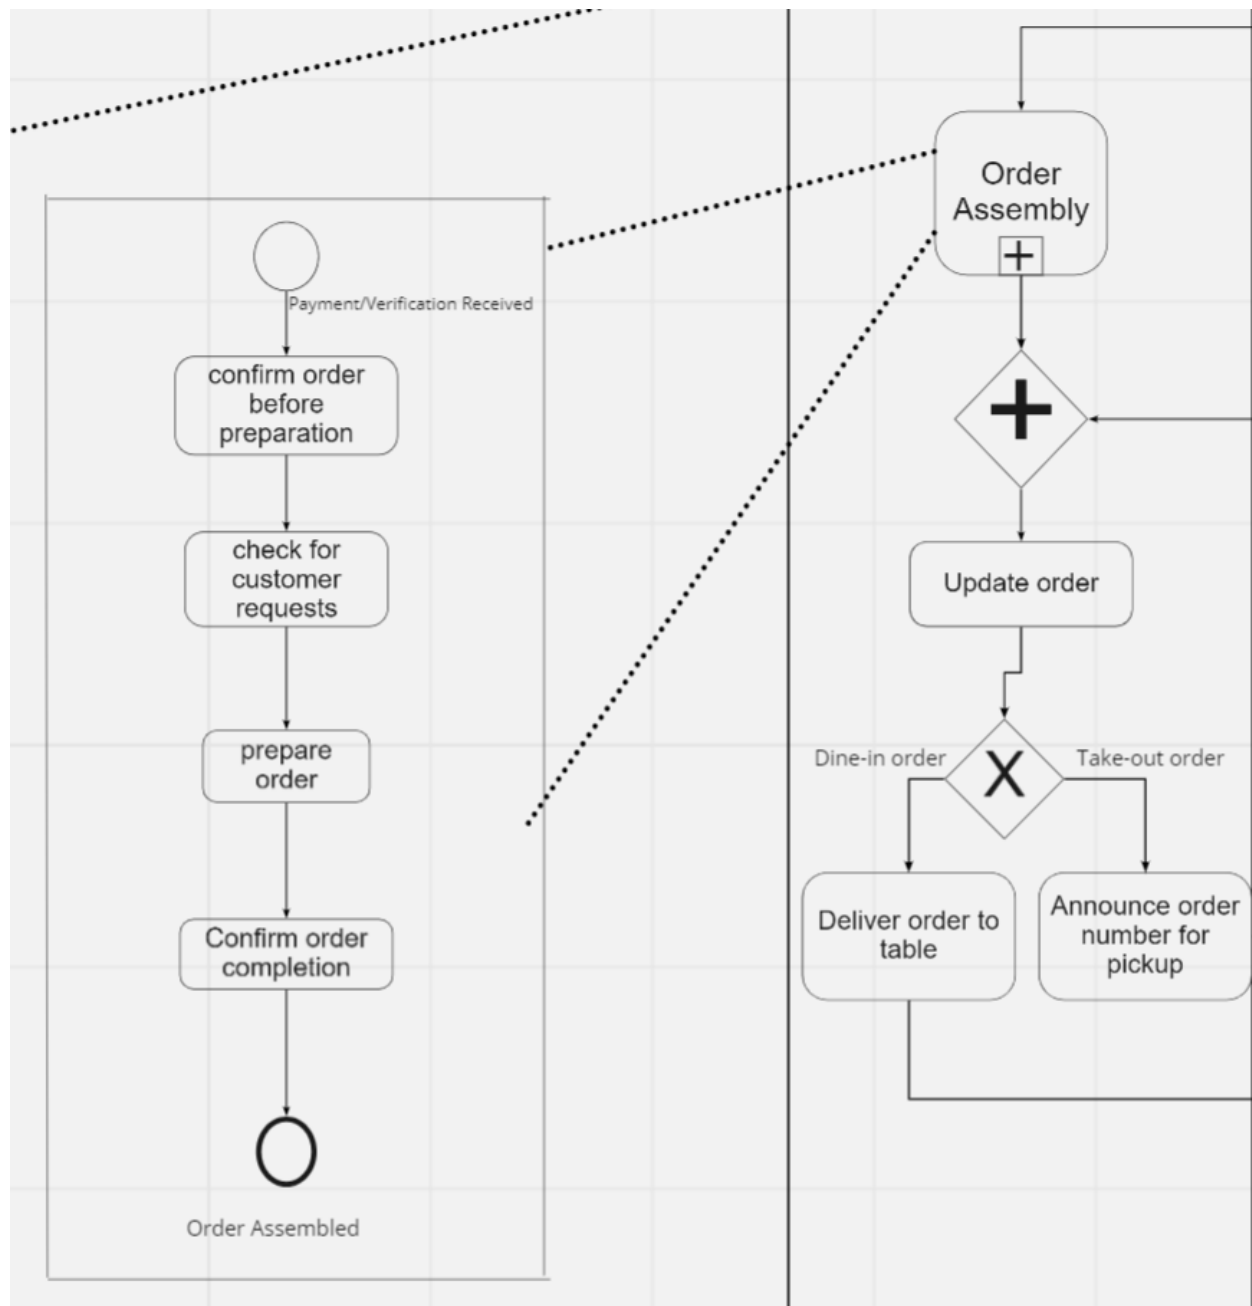 Payment/Verification Received
confirm order
before
preparation
check for
customer
requests
prepare
order
Confirm order
completion
Order Assembled
Order
Assembly
Update order
Dine-in order
X
Take-out order
Deliver order to
table
Announce order
number for
pickup